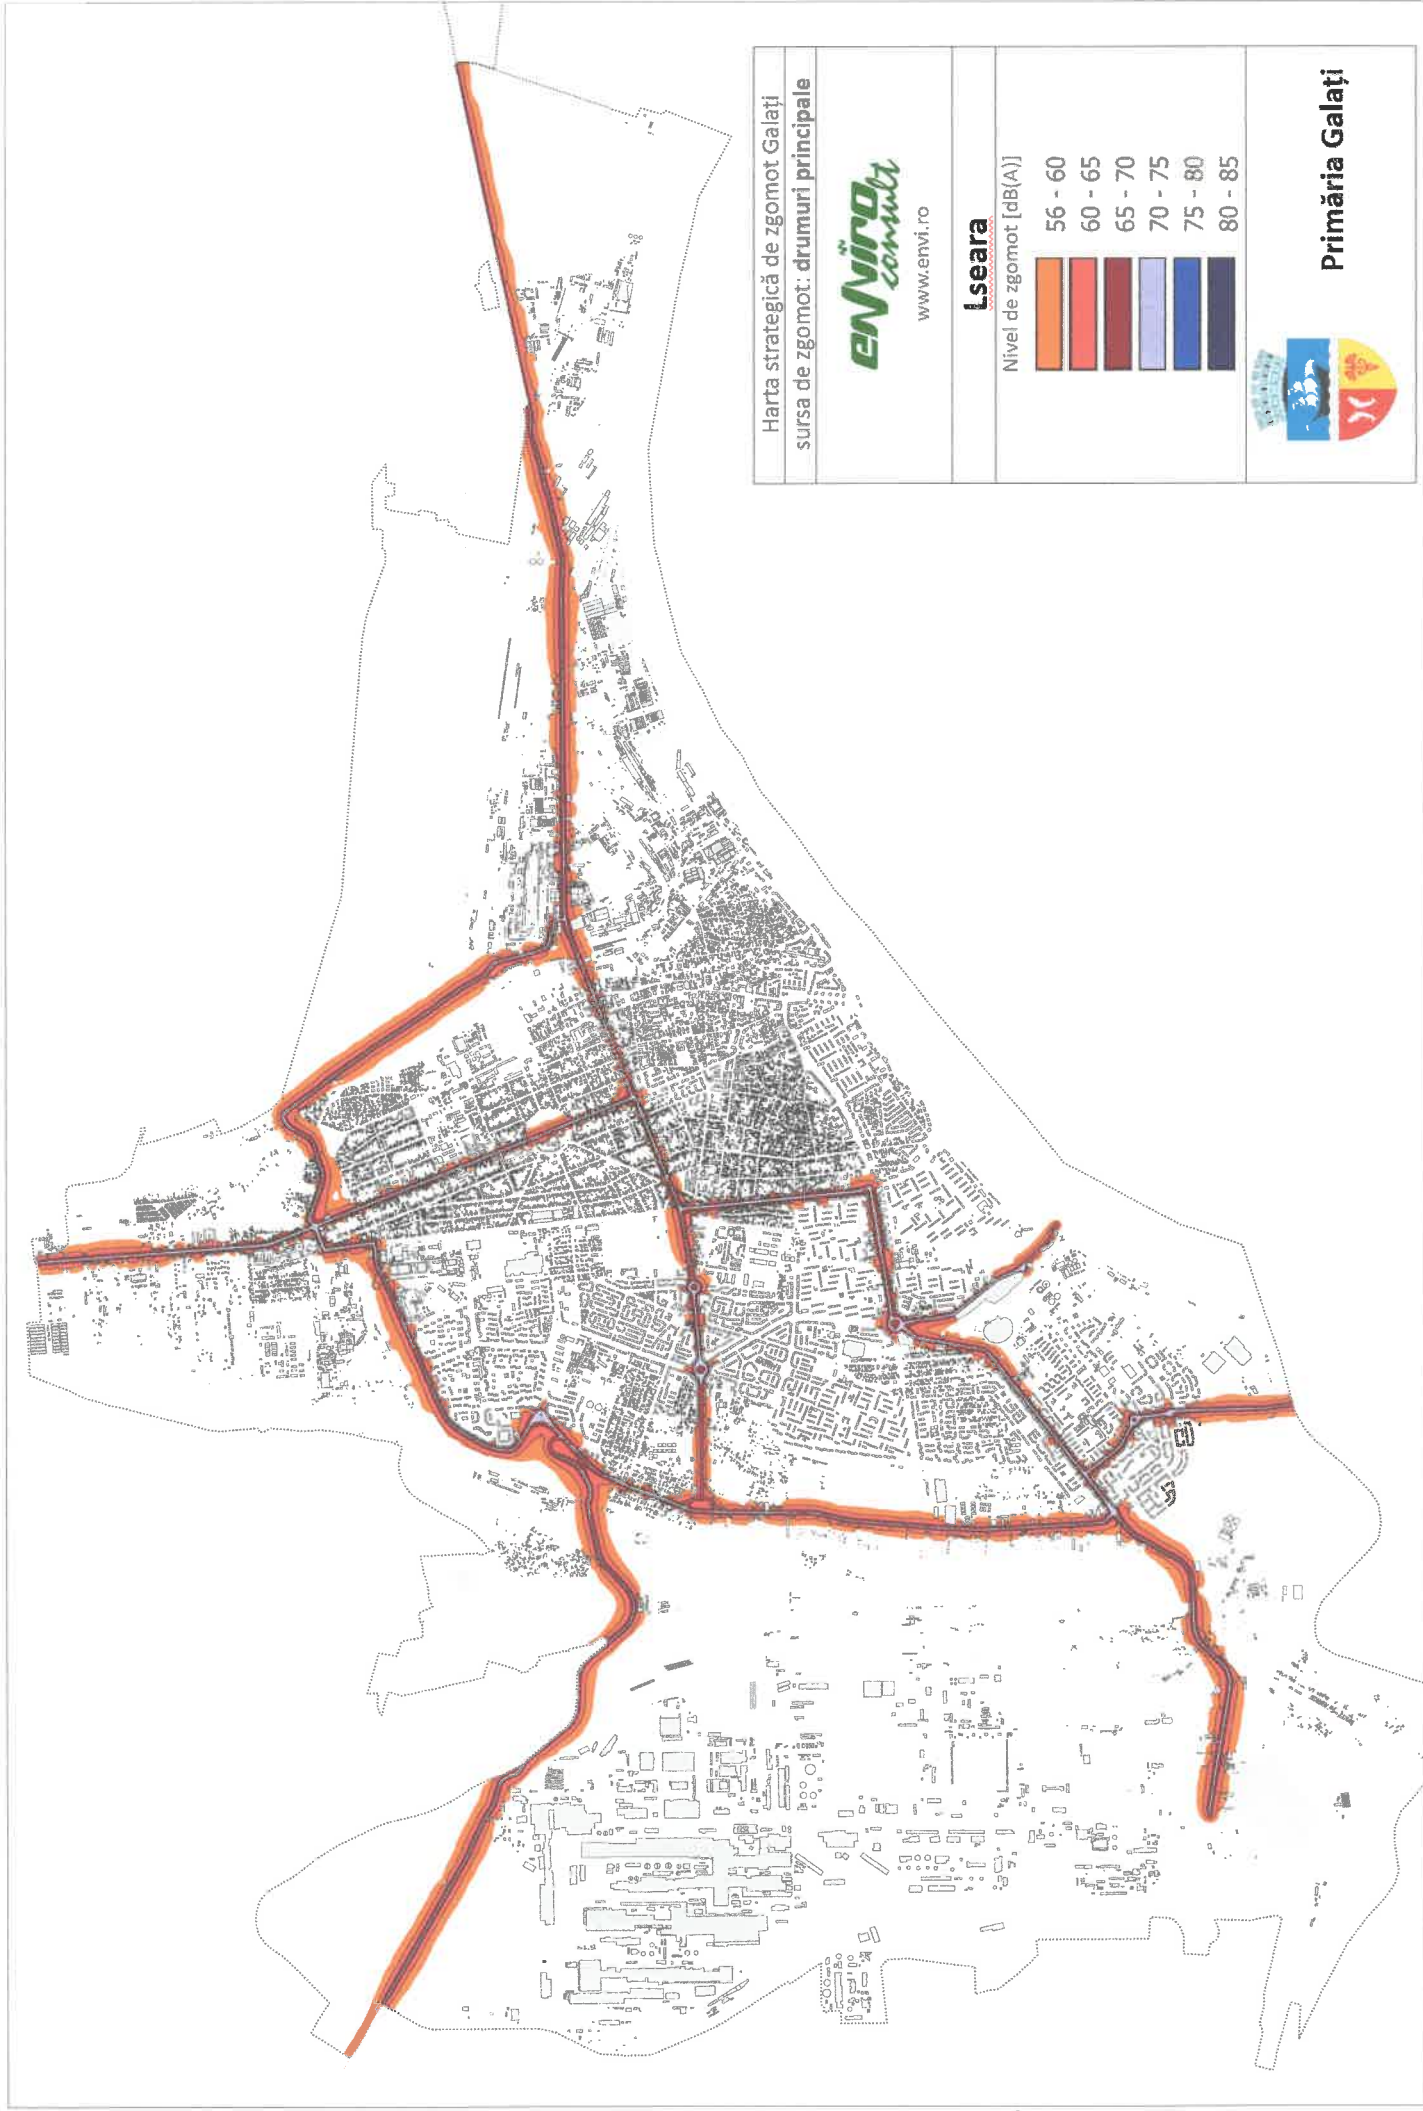 Harta strategică de zgomot Galați
sursa de zgomot: drumuri principale
enviro
consult
www.envi.ro
Lseara
Nivel de zgomot [dB(A)]
56 - 60
60 - 65
65 - 70
70 - 75
75 - 80
80 - 85
Primăria Galați